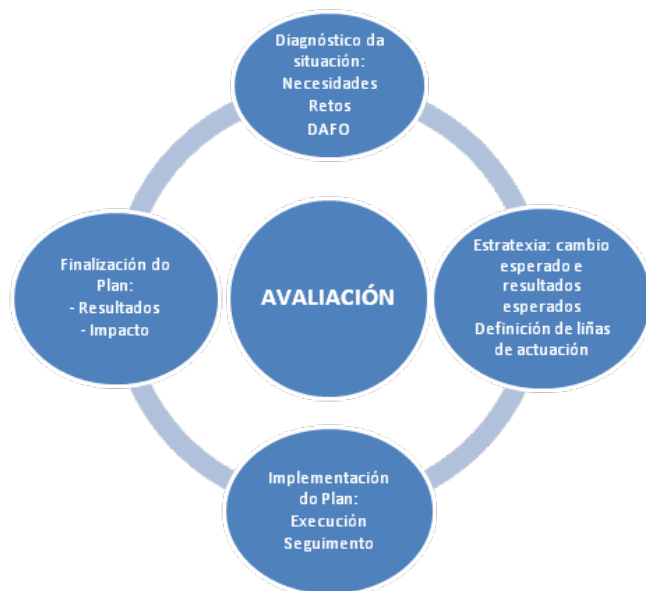 Diagnóstico da
situación:
Necesidades
Retos
DAFO
Estratexia: cambio
esperado e
resultados
esperados
Definición de liñas
de actuación
Implementación
do Plan:
Execución
Seguimento
Finalización do
Plan:
- Resultados
- Impacto
AVALIACIÓN